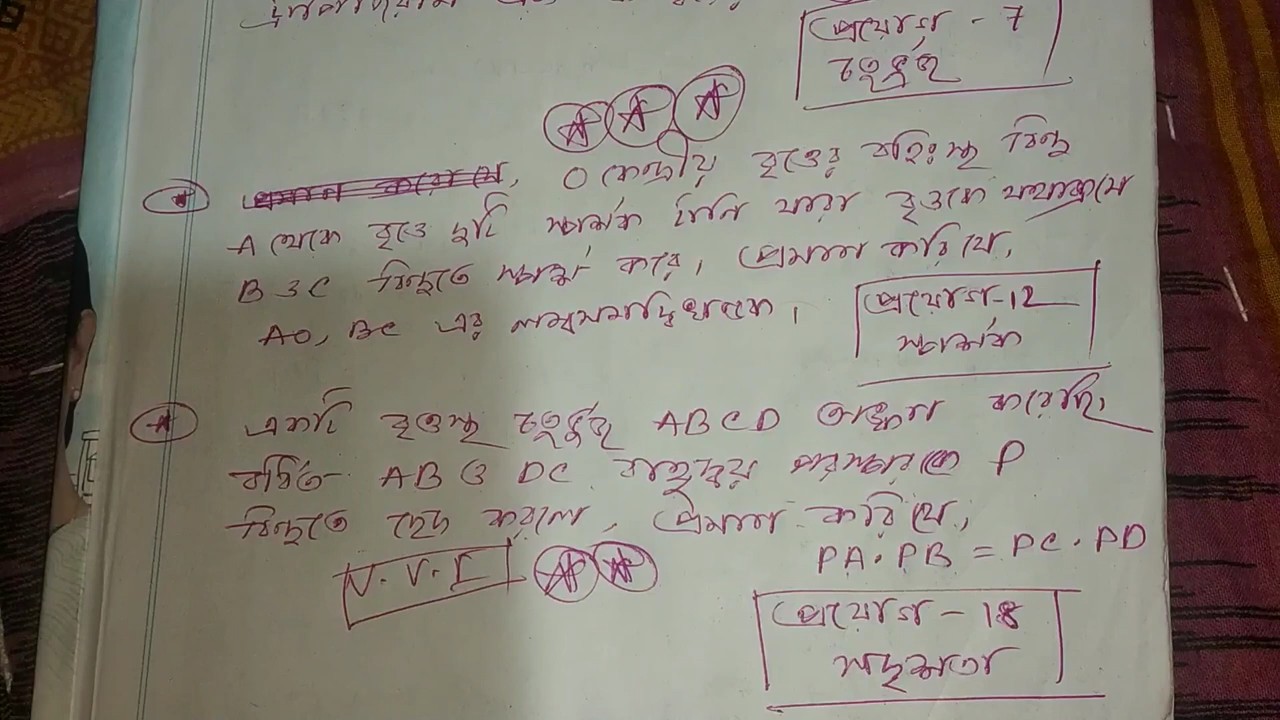 প্রয়োগ - 7
চতুর্ভুজ
O কেন্দ্রীয় বৃত্তের বহিঃস্থ বিন্দু
A থেকে বৃত্তে দুটি স্পর্শক টানি যারা বৃত্তকে যথাক্রমে
B ও C বিন্দুতে স্পর্শ করে, প্রমাণ করি যে,
AO, BC এর লম্বসমদ্বিখণ্ডক।
প্রয়োগ-12
স্পর্শক
একটি বৃত্তস্থ চতুর্ভুজ ABCD অঙ্কন করেছি,
বর্ধিত AB ও DC বাহুদ্বয় পরস্পরকে P
বিন্দুতে ছেদ করলে, প্রমাণ করি যে,
PA . PB = PC . PD
V.V.I
প্রয়োগ - 18
সদৃশতা